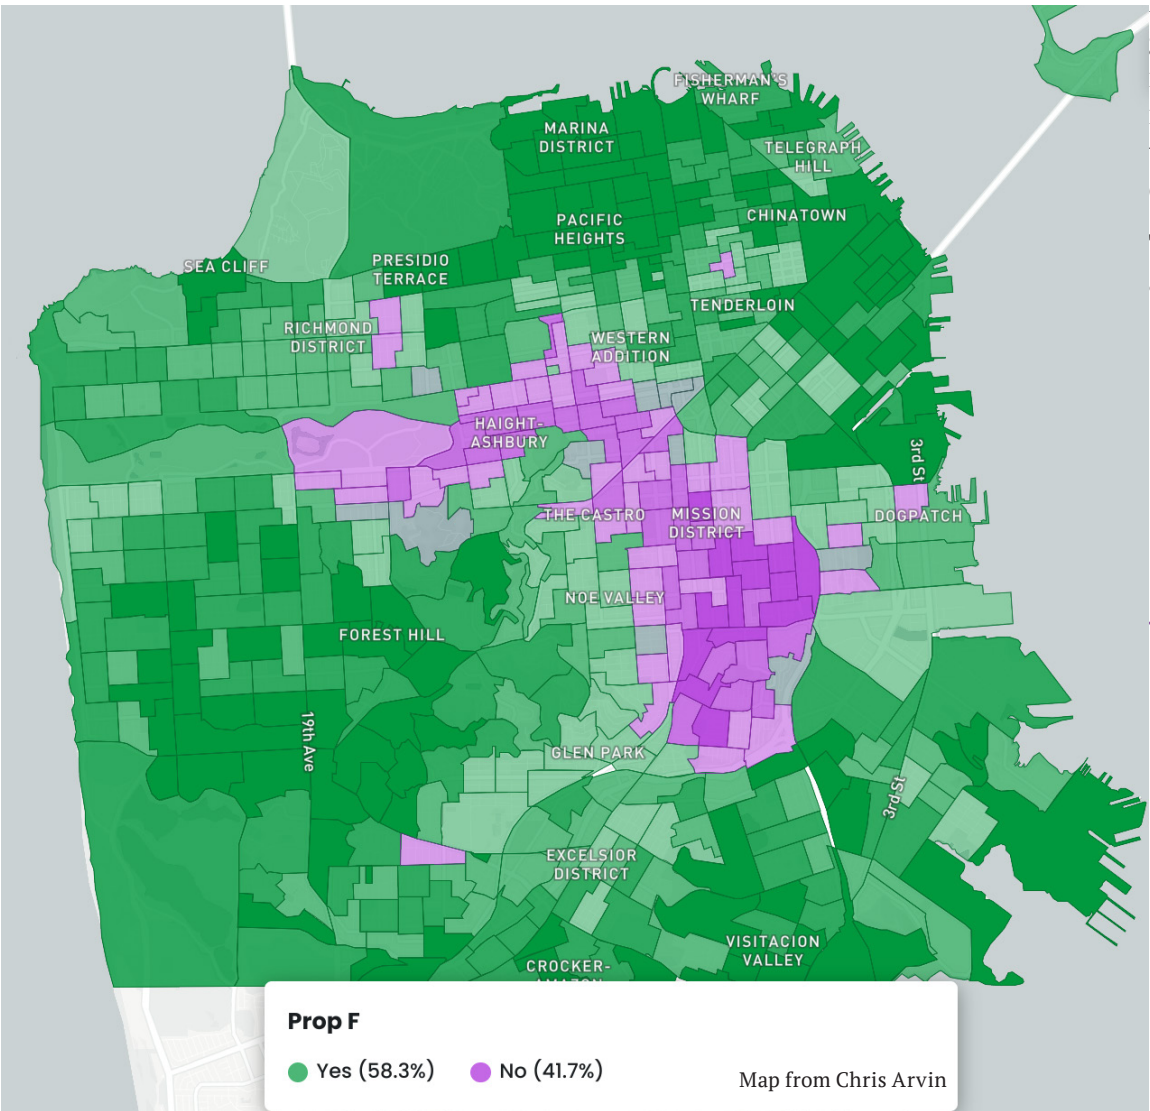 FISHERMAN'S
WHARF
MARINA
DISTRICT
TELEGRAPH
HILL
CHINATOWN
PACIFIC
HEIGHTS
SEA CLIFF
PRESIDIO
TERRACE
TENDERLOIN
RICHMOND
DISTRICT
WESTERN
ADDITION
HAIGHT-
ASHBURY
3rd St
THE CASTRO
MISSION
DISTRICT
DOGPATCH
NOE VALLEY
FOREST HILL
19th Ave
GLEN PARK
3rd St
EXCELSIOR
DISTRICT
VISITACION
VALLEY
CROCKER-
AMAZON
Prop F
Yes (58.3%)
No (41.7%)
Map from Chris Arvin